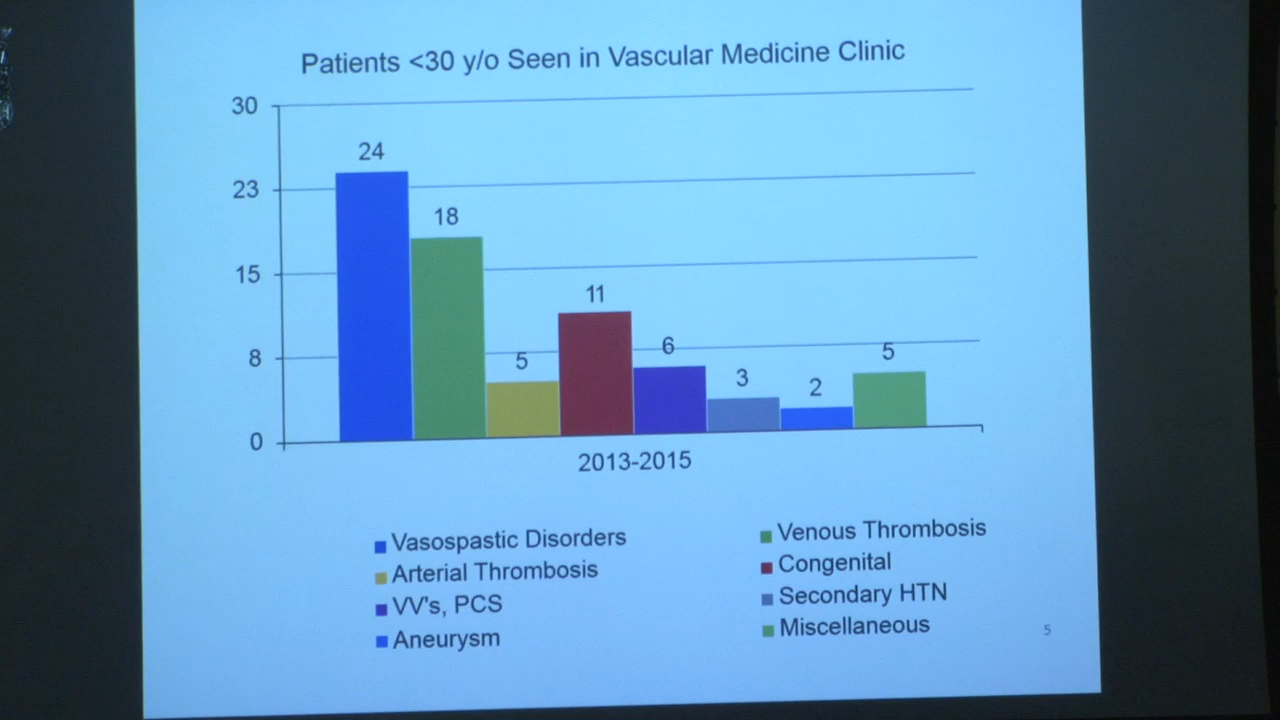 Patients <30 y/o Seen in Vascular Medicine Clinic
30
23
15
8
0
24
18
5
11
6
3
2
5
2013-2015
Vasospastic Disorders
Venous Thrombosis
Arterial Thrombosis
Congenital
VV's, PCS
Secondary HTN
Aneurysm
Miscellaneous
5